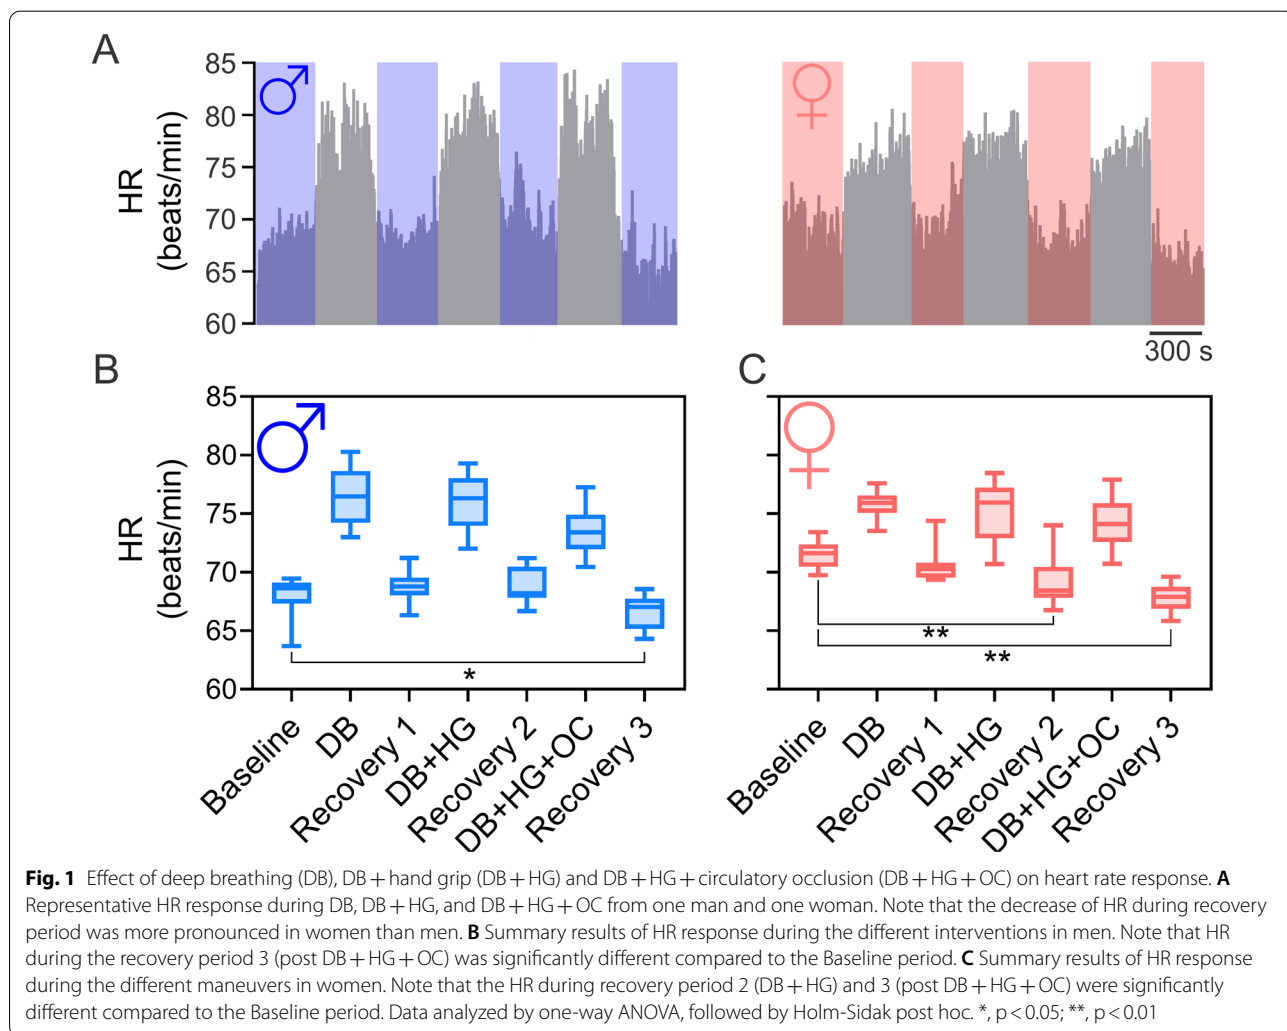 A
85
80
75
70
65
60
HR
(beats/min)
300 s
B
85
80
75
70
65
60
HR
(beats/min)
*
Baseline
DB
Recovery 1
DB+HG
Recovery 2
DB+HG+OC
Recovery 3
C
**
**
Baseline
DB
Recovery 1
DB+HG
Recovery 2
DB+HG+OC
Recovery 3
Fig. 1 Effect of deep breathing (DB), DB + hand grip (DB + HG) and DB + HG + circulatory occlusion (DB + HG + OC) on heart rate response. A
Representative HR response during DB, DB + HG, and DB + HG + OC from one man and one woman. Note that the decrease of HR during recovery
period was more pronounced in women than men. B Summary results of HR response during the different interventions in men. Note that HR
during the recovery period 3 (post DB + HG + OC) was significantly different compared to the Baseline period. C Summary results of HR response
during the different maneuvers in women. Note that the HR during recovery period 2 (DB + HG) and 3 (post DB + HG + OC) were significantly
different compared to the Baseline period. Data analyzed by one-way ANOVA, followed by Holm-Sidak post hoc. *, p < 0.05; **, p < 0.01